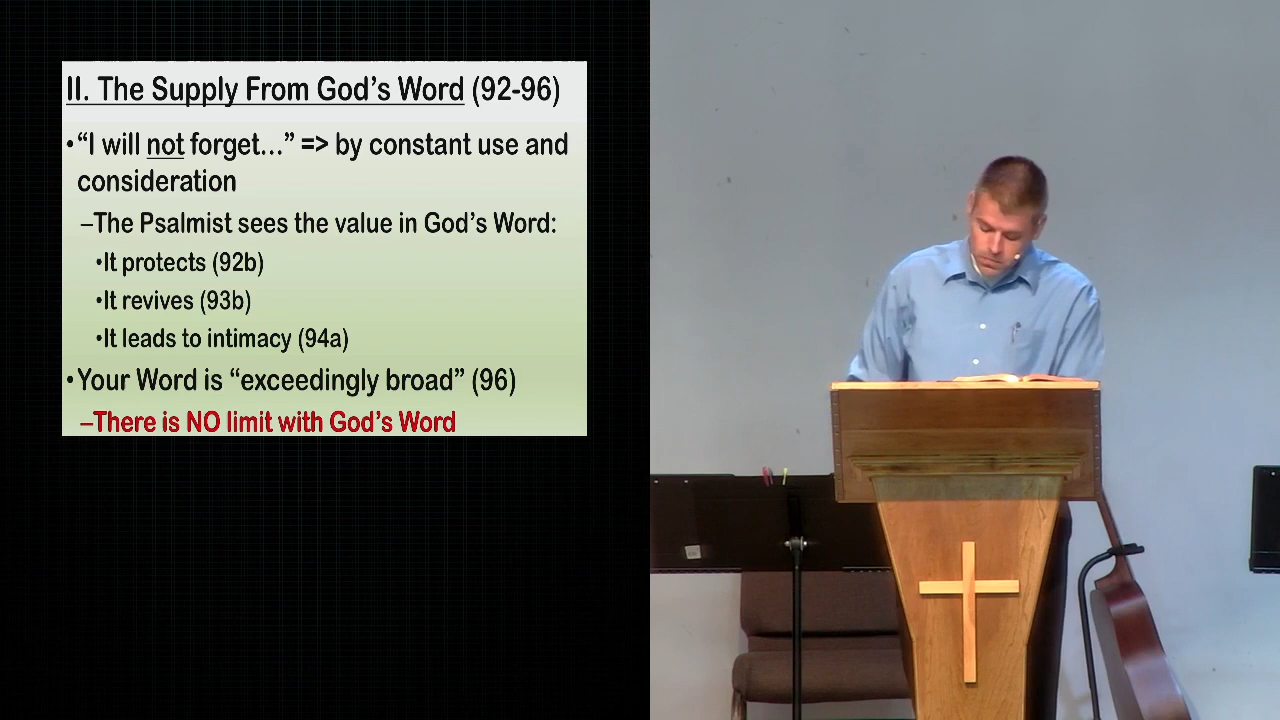 II. The Supply From God's Word (92-96)
•“I will not forget…” => by constant use and
consideration
–The Psalmist sees the value in God's Word:
•It protects (92b)
•It revives (93b)
•It leads to intimacy (94a)
•Your Word is “exceedingly broad” (96)
–There is NO limit with God's Word